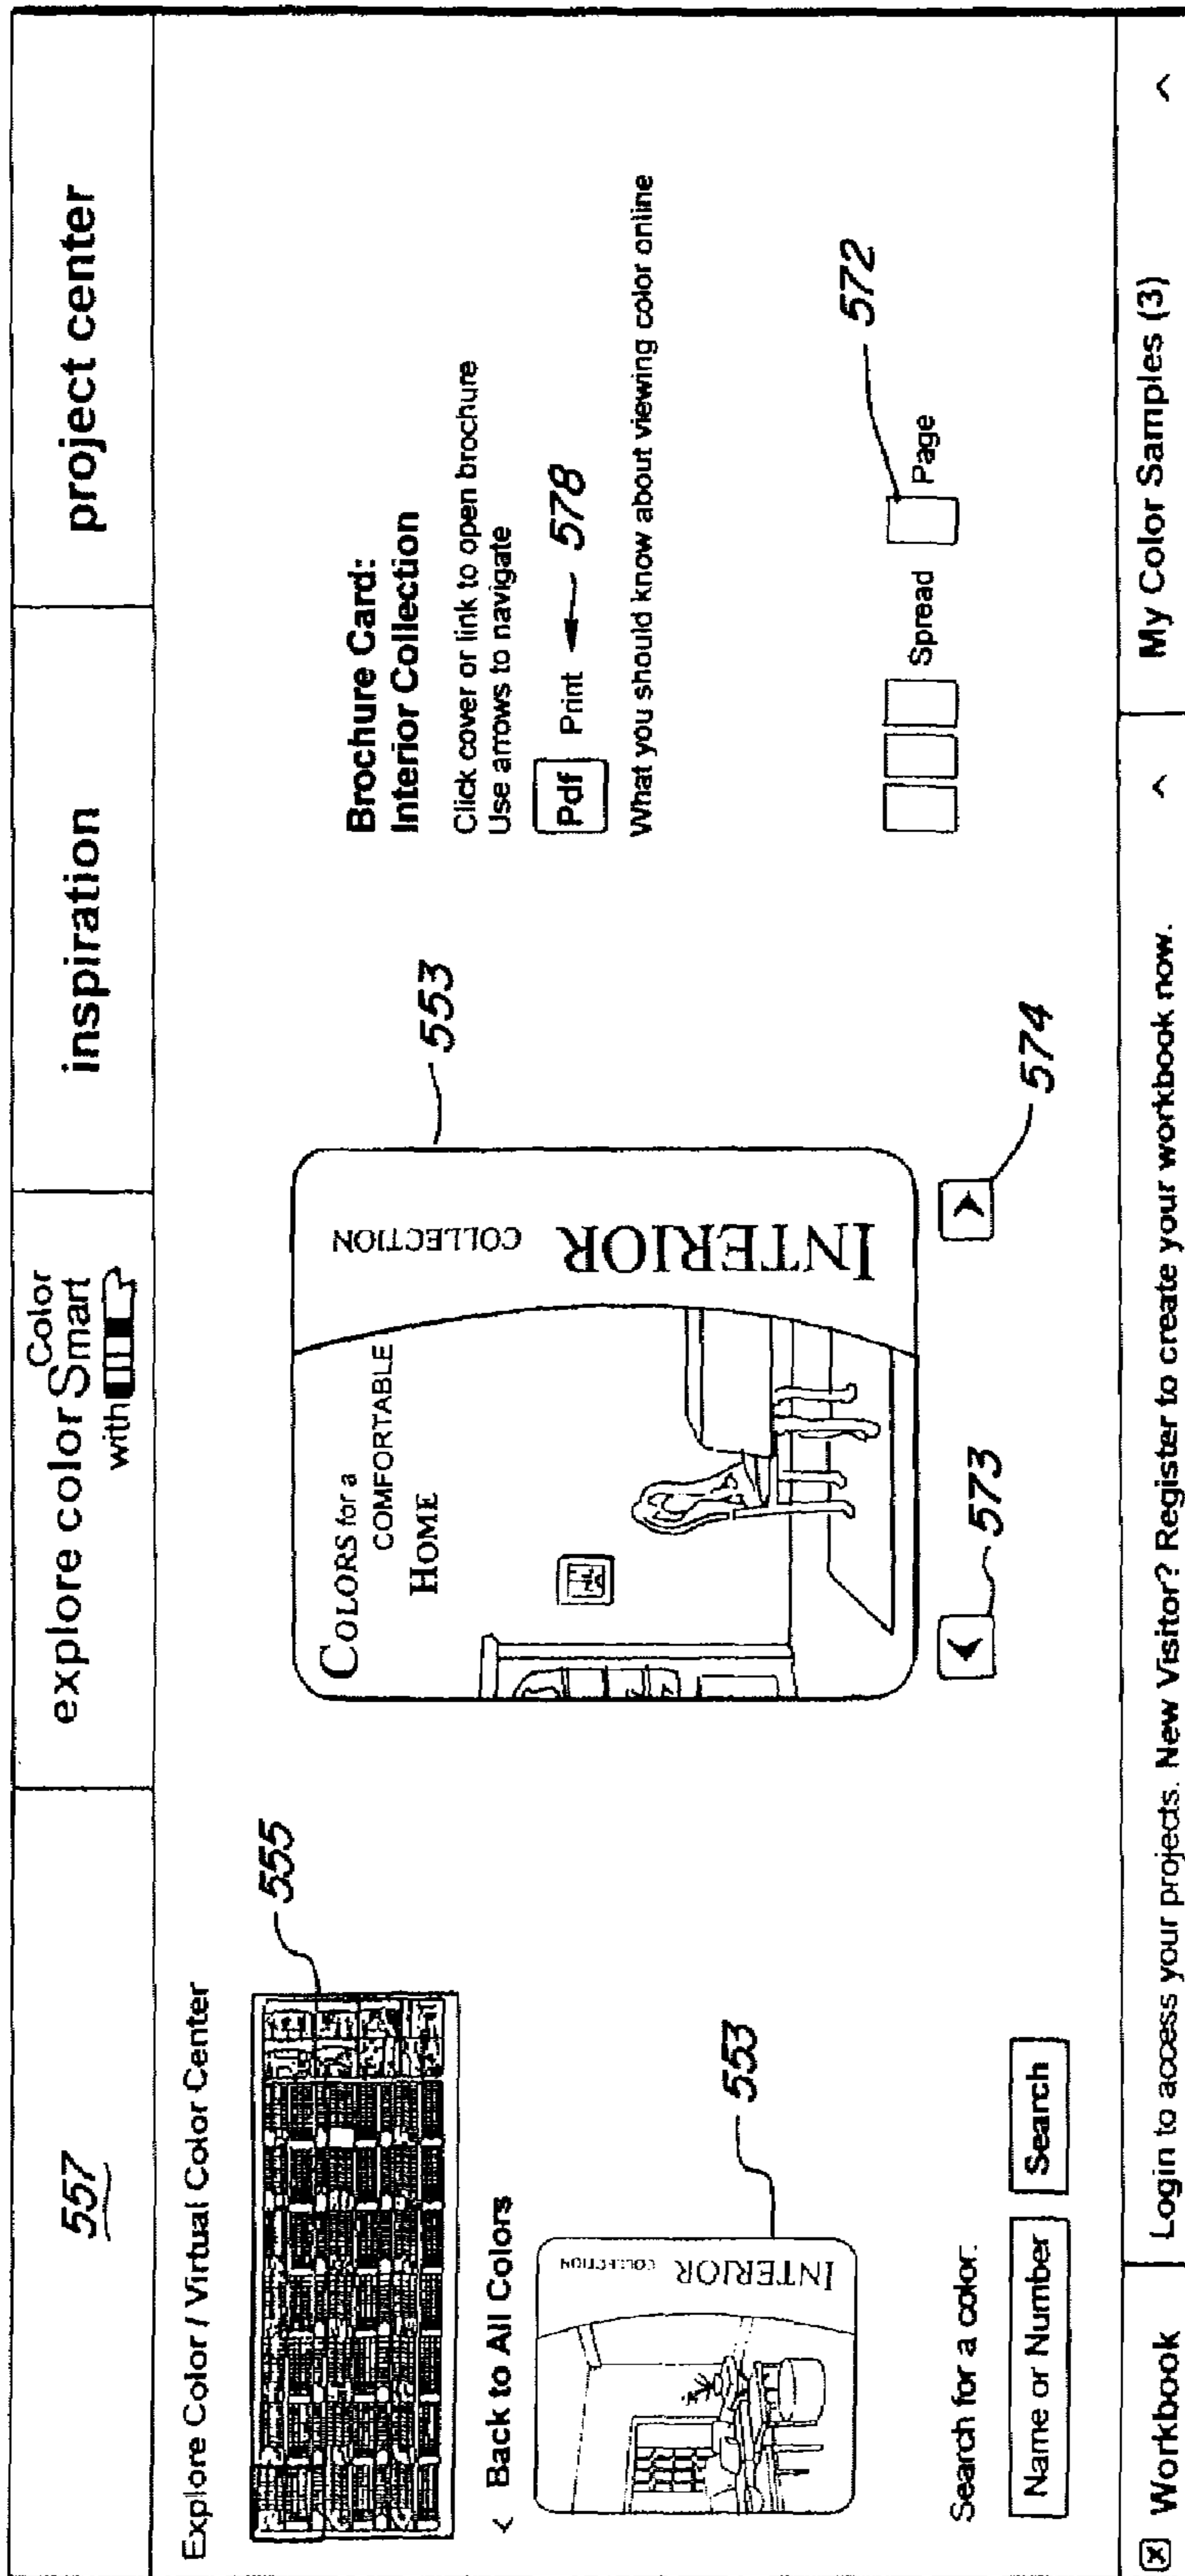 557
explore color
with
Color
Smart
inspiration
project center
Explore Color / Virtual Color Center
555
< Back to All Colors
INTERIOR
COLLECTION
553
Search for a color:
Name or Number
Search
COLORS for a
COMFORTABLE
HOME
INTERIOR
COLLECTION
553
573
574
Brochure Card:
Interior Collection
Click cover or link to open brochure
Use arrows to navigate
Pdf Print
578
What you should know about viewing color online
Spread
Page
572
Workbook
Login to access your projects. New Visitor? Register to create your workbook now.
My Color Samples (3)